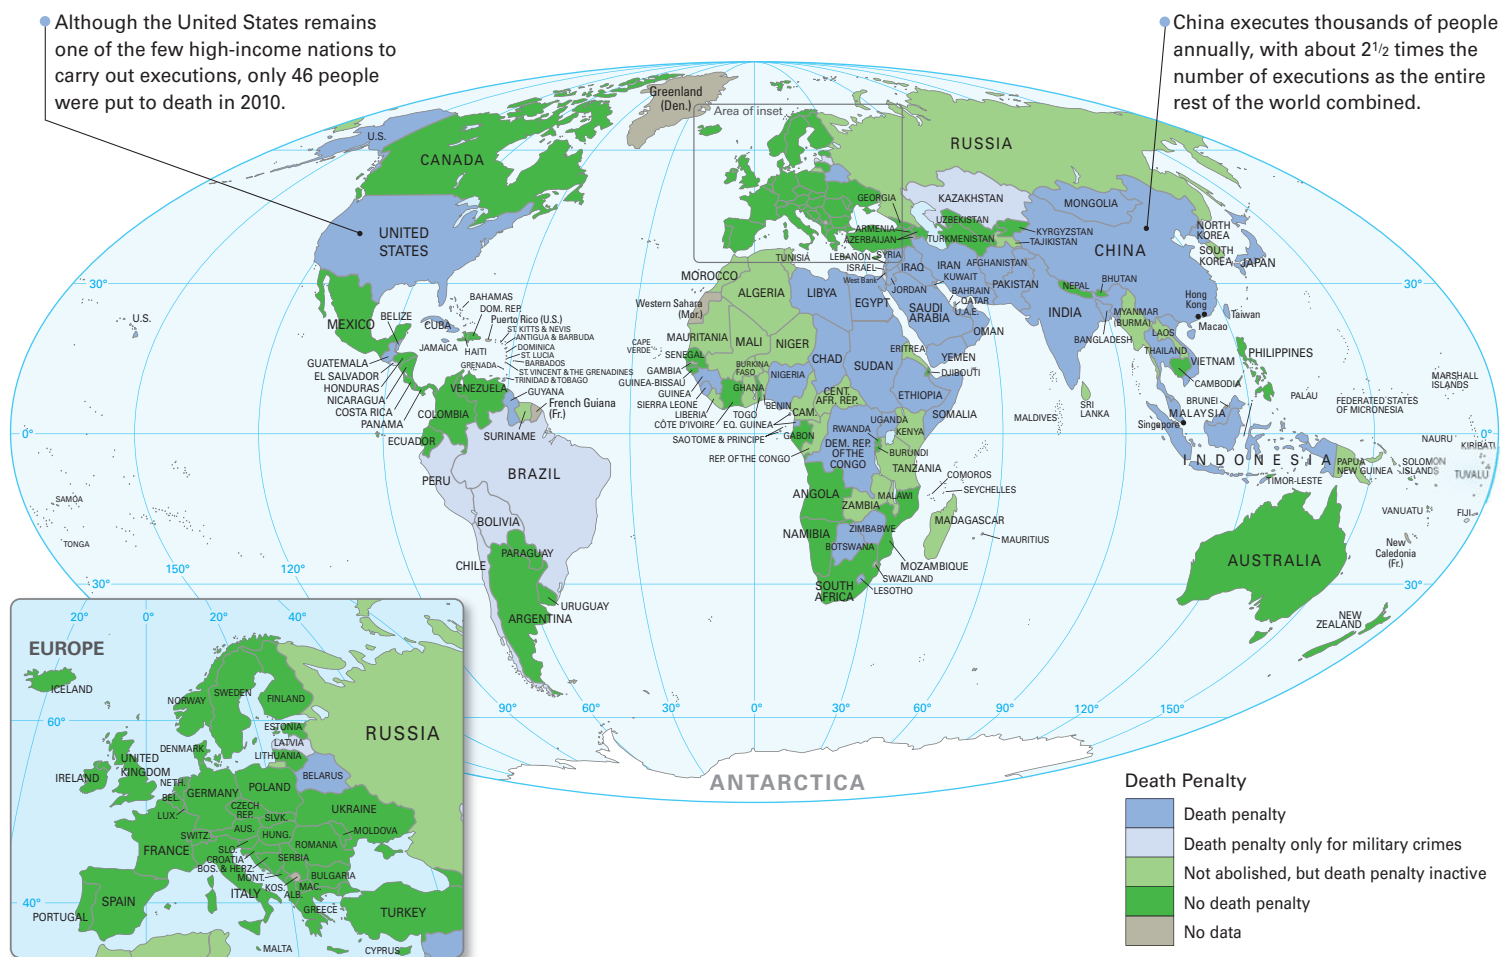 Although the United States remains
one of the few high-income nations to
carry out executions, only 46 people
were put to death in 2010.
China executes thousands of people
annually, with about 2 1/2 times the
number of executions as the entire
rest of the world combined.
Greenland
(Den.)
Area of inset
U.S.
CANADA
RUSSIA
UNITED
STATES
GEORGIA
KAZAKHSTAN
MONGOLIA
UZBEKISTAN
ARMENIA
AZERBAIJAN
TURKMENISTAN
KYRGYZSTAN
TAJIKISTAN
CHINA
NORTH
KOREA
SOUTH
KOREA
JAPAN
TUNISIA
LEBANON
SYRIA
ISRAEL
West Bank
IRAQ
IRAN
AFGHANISTAN
KUWAIT
MOROCCO
ALGERIA
LIBYA
EGYPT
JORDAN
SAUDI
ARABIA
BAHRAIN
QATAR
U.A.E.
OMAN
PAKISTAN
NEPAL
BHUTAN
INDIA
BANGLADESH
MYANMAR
(BURMA)
LAOS
Hong
Kong
Macao
Taiwan
30°
30°
U.S.
MEXICO
BELIZE
CUBA
BAHAMAS
DOM. REP.
Puerto Rico (U.S.)
ST. KITTS & NEVIS
ANTIGUA & BARBUDA
JAMAICA
HAITI
DOMINICA
ST. LUCIA
BARBADOS
GRENADA
ST. VINCENT & THE GRENADINES
TRINIDAD & TOBAGO
GUATEMALA
EL SALVADOR
HONDURAS
NICARAGUA
COSTA RICA
PANAMA
VENEZUELA
GUYANA
French Guiana
(Fr.)
COLOMBIA
SURINAME
ECUADOR
Western Sahara
(Mor.)
CAPE
VERDE
MAURITANIA
MALI
NIGER
SENEGAL
GAMBIA
GUINEA-BISSAU
GUINEA
SIERRA LEONE
LIBERIA
CÔTE D'IVOIRE
BURKINA
FASO
GHANA
TOGO
BENIN
NIGERIA
CHAD
SUDAN
ERITREA
YEMEN
DJIBOUTI
ETHIOPIA
SOMALIA
CENT.
AFR. REP.
CAM.
EQ. GUINEA
SAO TOME & PRINCIPE
GABON
REP. OF THE CONGO
RWANDA
UGANDA
KENYA
DEM. REP.
OF THE
CONGO
BURUNDI
TANZANIA
MALDIVES
SRI
LANKA
THAILAND
VIETNAM
CAMBODIA
PHILIPPINES
BRUNEI
MALAYSIA
Singapore
INDONESIA
PALAU
FEDERATED STATES
OF MICRONESIA
MARSHALL
ISLANDS
NAURU
KIRIBATI
PAPUA
NEW GUINEA
SOLOMON
ISLANDS
TUVALU
TIMOR-LESTE
0°
0°
PERU
BRAZIL
BOLIVIA
PARAGUAY
CHILE
URUGUAY
ARGENTINA
SAMOA
TONGA
COMOROS
SEYCHELLES
ANGOLA
ZAMBIA
MALAWI
MADAGASCAR
MAURITIUS
NAMIBIA
ZIMBABWE
BOTSWANA
MOZAMBIQUE
SWAZILAND
LESOTHO
SOUTH
AFRICA
VANUATU
FIJI
New
Caledonia
(Fr.)
AUSTRALIA
NEW
ZEALAND
150°
120°
30°
30°
90°
60°
30°
0°
30°
60°
90°
120°
150°
ANTARCTICA
20°
0°
20°
40°
EUROPE
ICELAND
60°
NORWAY
SWEDEN
FINLAND
RUSSIA
ESTONIA
LATVIA
LITHUANIA
DENMARK
UNITED
KINGDOM
IRELAND
NETH.
BEL.
LUX.
GERMANY
POLAND
BELARUS
CZECH
REP.
SLVK.
UKRAINE
AUS.
HUNG.
MOLDOVA
SWITZ.
FRANCE
SLO.
CROATIA
BOS. & HERZ.
ROMANIA
SERBIA
MONT.
KOS.
BULGARIA
MAC.
ALB.
ITALY
GREECE
SPAIN
PORTUGAL
TURKEY
40°
MALTA
CYPRUS
Death Penalty
Death penalty
Death penalty only for military crimes
Not abolished, but death penalty inactive
No death penalty
No data